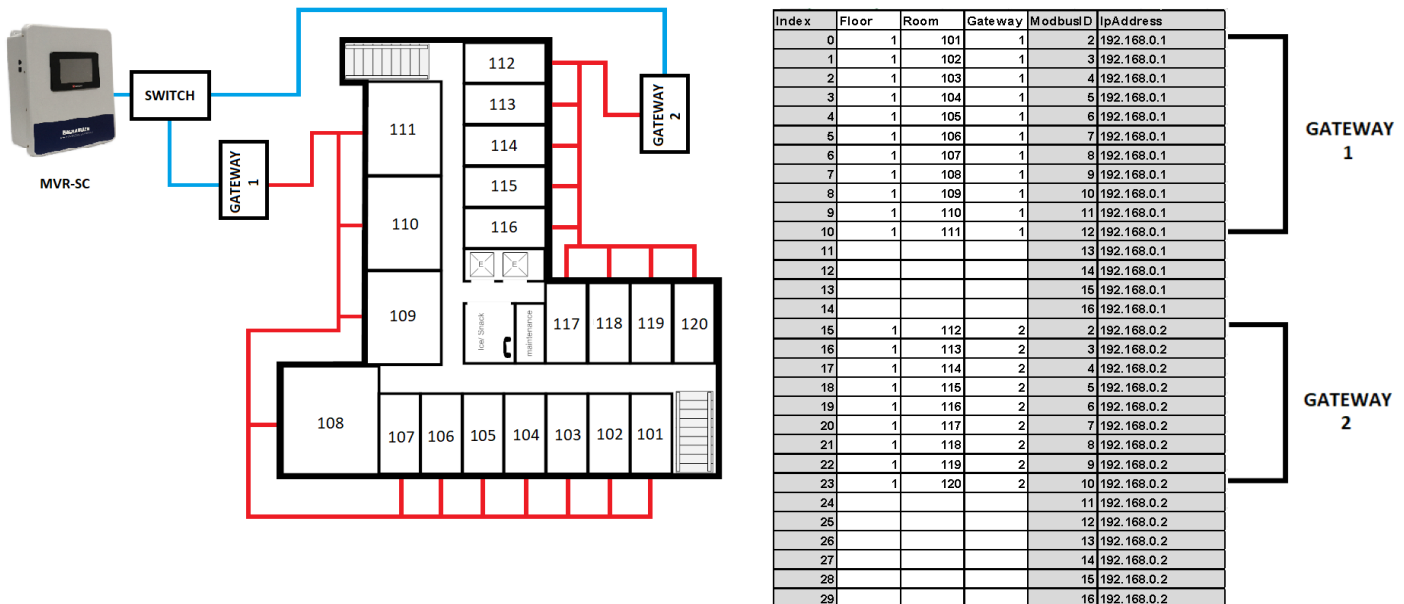 MVR-SC
SWITCH
GATEWAY
1
GATEWAY
2
112
113
114
115
116
111
110
109
E
E
Ice/ Snack
maintenance
117
118
119
120
108
107
106
105
104
103
102
101
Index Floor Room Gateway ModbusID IpAddress
0 1 101 1 2 192.168.0.1
1 1 102 1 3 192.168.0.1
2 1 103 1 4 192.168.0.1
3 1 104 1 5 192.168.0.1
4 1 105 1 6 192.168.0.1
5 1 106 1 7 192.168.0.1
6 1 107 1 8 192.168.0.1
7 1 108 1 9 192.168.0.1
8 1 109 1 10 192.168.0.1
9 1 110 1 11 192.168.0.1
10 1 111 1 12 192.168.0.1
11 13 192.168.0.1
12 14 192.168.0.1
13 15 192.168.0.1
14 16 192.168.0.1
15 1 112 2 2 192.168.0.2
16 1 113 2 3 192.168.0.2
17 1 114 2 4 192.168.0.2
18 1 115 2 5 192.168.0.2
19 1 116 2 6 192.168.0.2
20 1 117 2 7 192.168.0.2
21 1 118 2 8 192.168.0.2
22 1 119 2 9 192.168.0.2
23 1 120 2 10 192.168.0.2
24 11 192.168.0.2
25 12 192.168.0.2
26 13 192.168.0.2
27 14 192.168.0.2
28 15 192.168.0.2
29 16 192.168.0.2
GATEWAY
1
GATEWAY
2